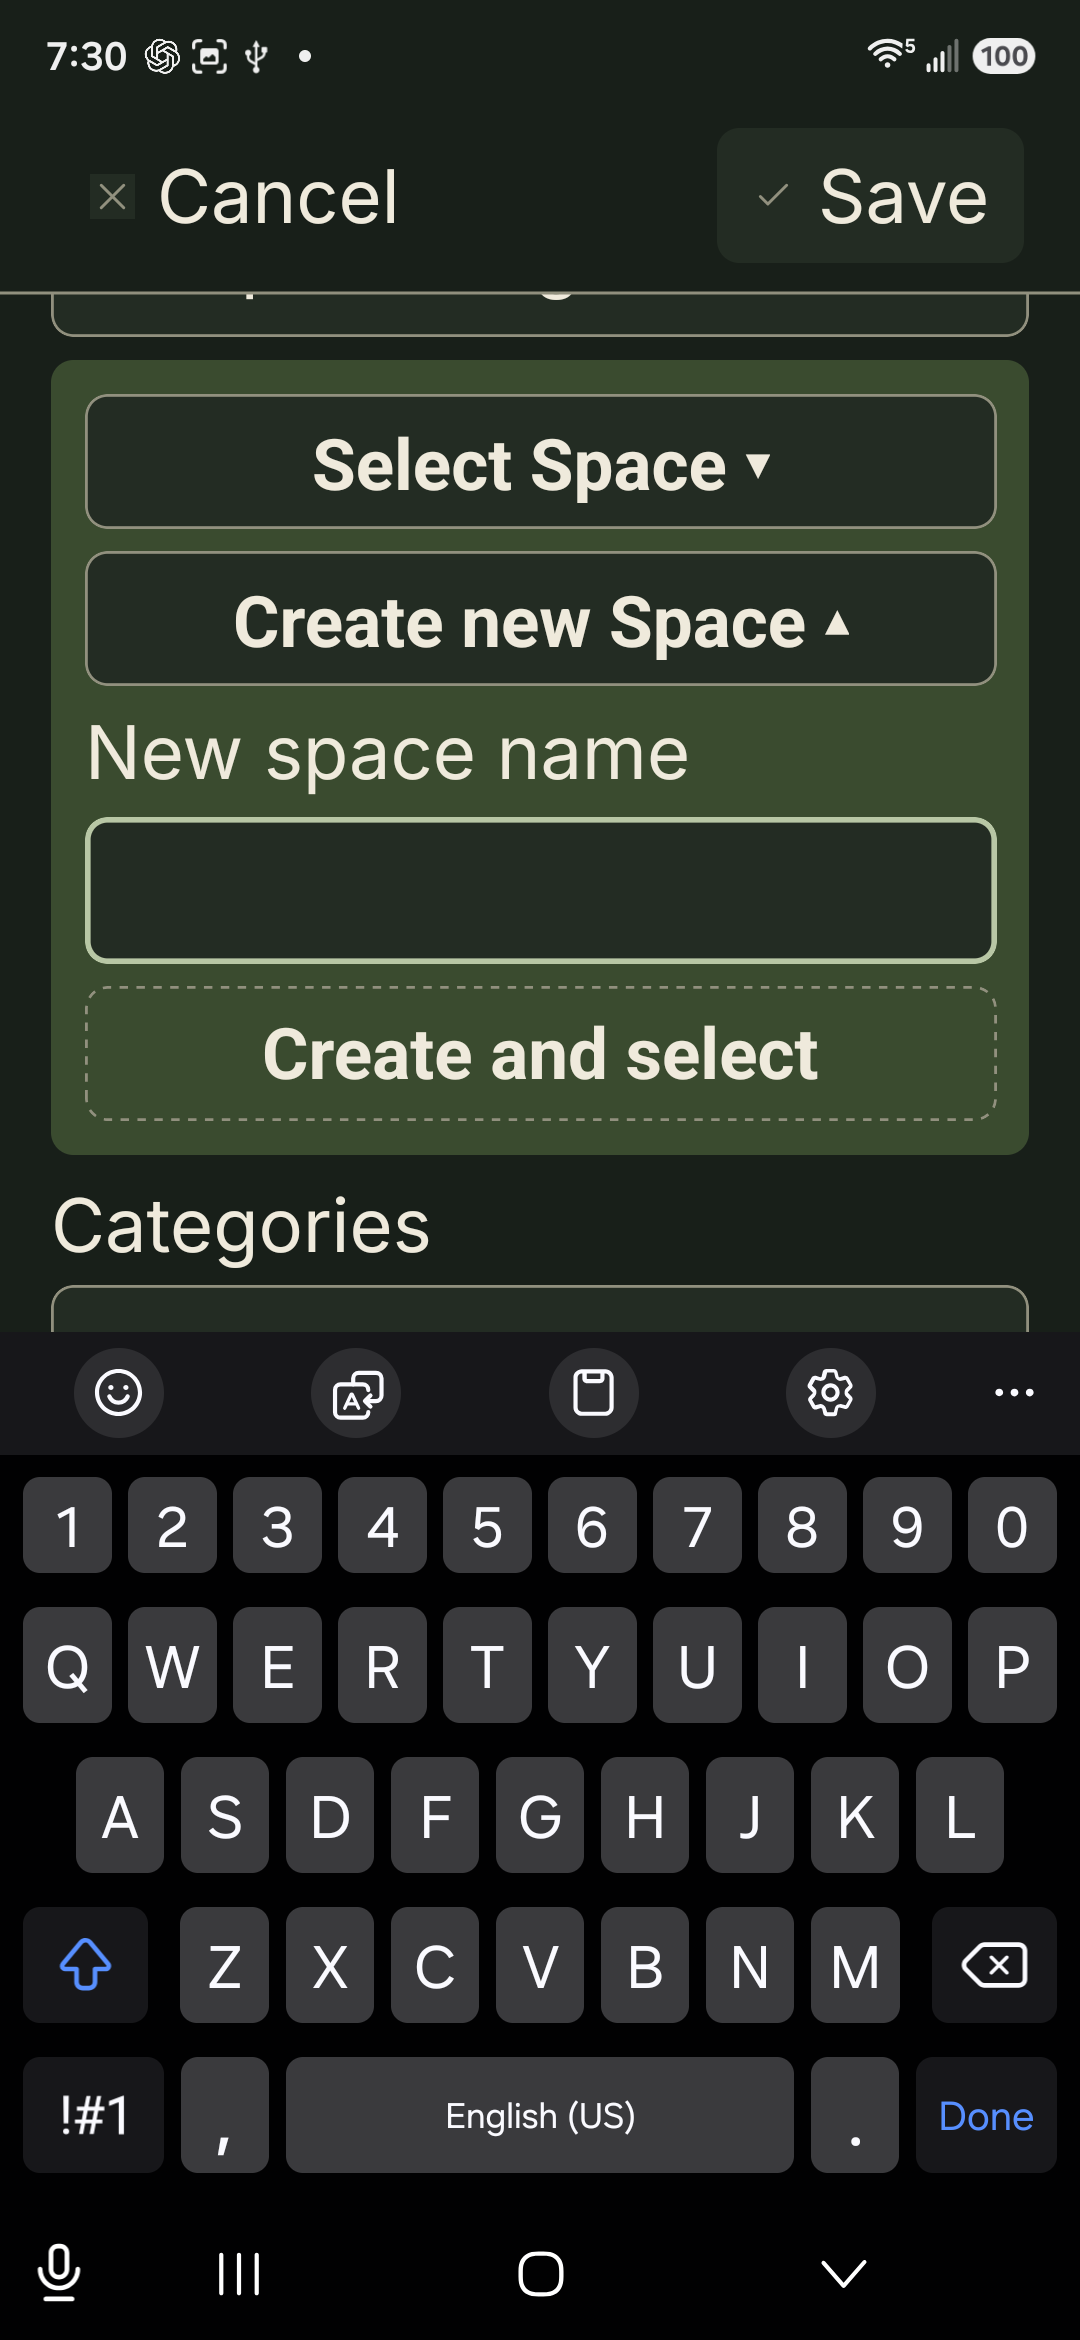 7:30 5 100
Cancel Save
Select Space ▼
Create new Space ▲
New space name
Create and select
Categories
1 2 3 4 5 6 7 8 9 0
Q W E R T Y U I O P
A S D F G H J K L
Z X C V B N M
!#1 , English (US) . Done